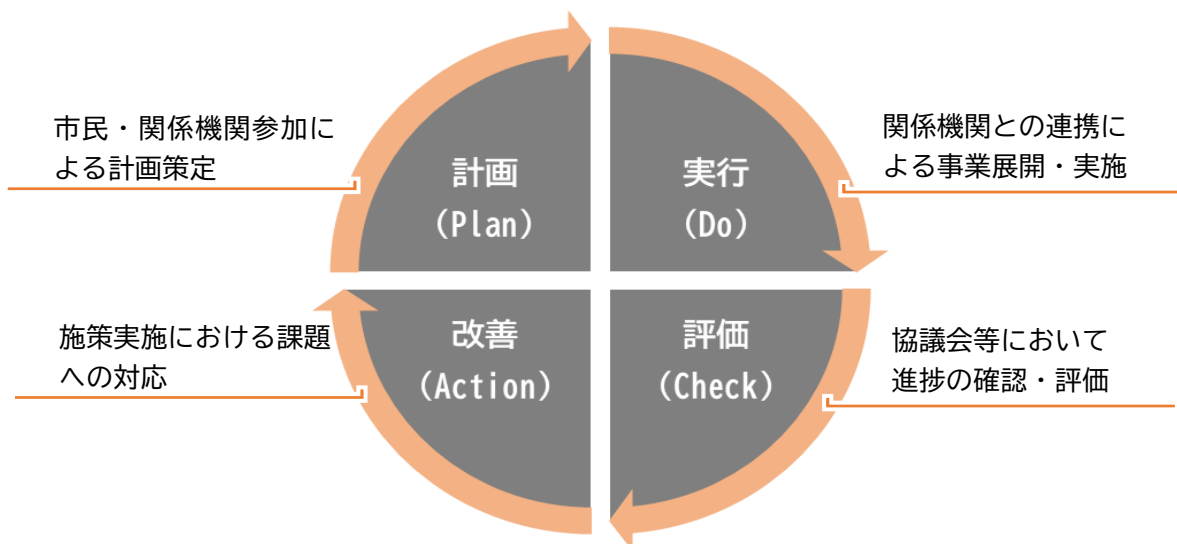 市民・関係機関参加に
よる計画策定
計画
(Plan)
実行
(Do)
関係機関との連携に
よる事業展開・実施
施策実施における課題
への対応
改善
(Action)
評価
(Check)
協議会等において
進捗の確認・評価